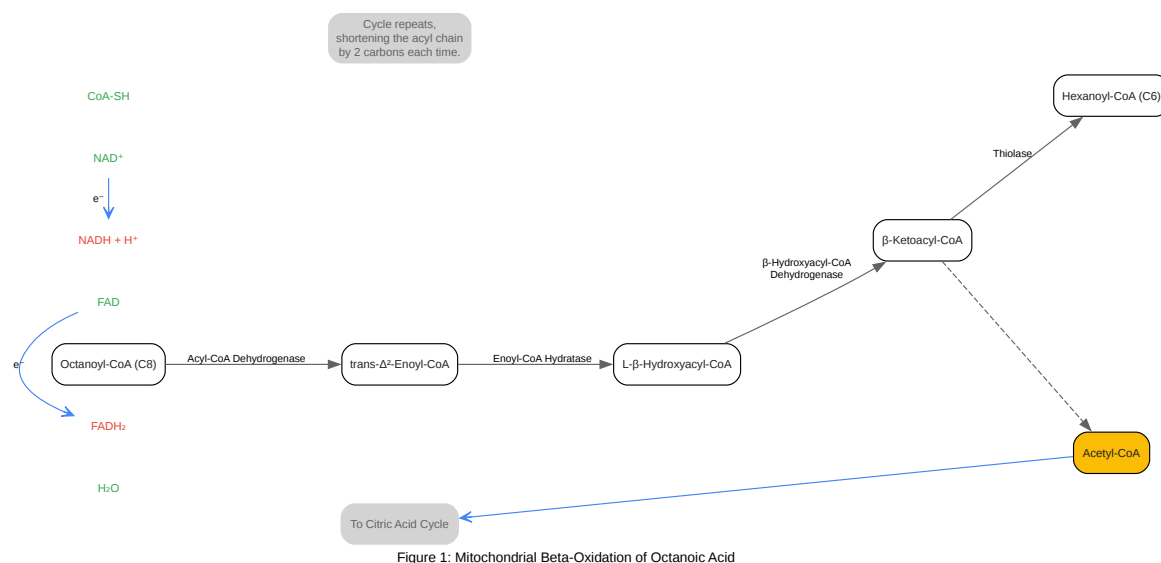 Cycle repeats,
shortening the acyl chain
by 2 carbons each time.
CoA-SH
Hexanoyl-CoA (C6)
NAD⁺
Thiolase
e⁻
NADH + H⁺
β-Ketoacyl-CoA
β-Hydroxyacyl-CoA
Dehydrogenase
FAD
e⁻
Octanoyl-CoA (C8)
Acyl-CoA Dehydrogenase
trans-Δ²-Enoyl-CoA
Enoyl-CoA Hydratase
L-β-Hydroxyacyl-CoA
FADH₂
Acetyl-CoA
H₂O
To Citric Acid Cycle
Figure 1: Mitochondrial Beta-Oxidation of Octanoic Acid